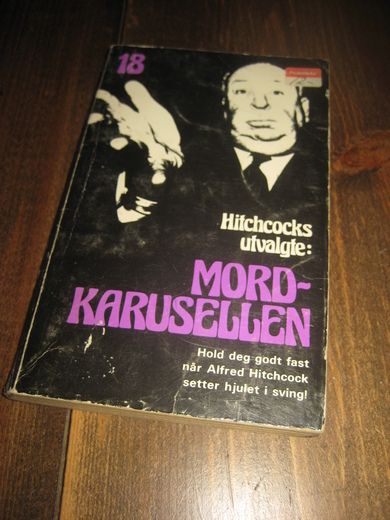 18
Hitchcocks
utvalgte:
MORD-
KARUSELLEN
Hold deg godt fast
når Alfred Hitchcock
setter hjulet i sving!